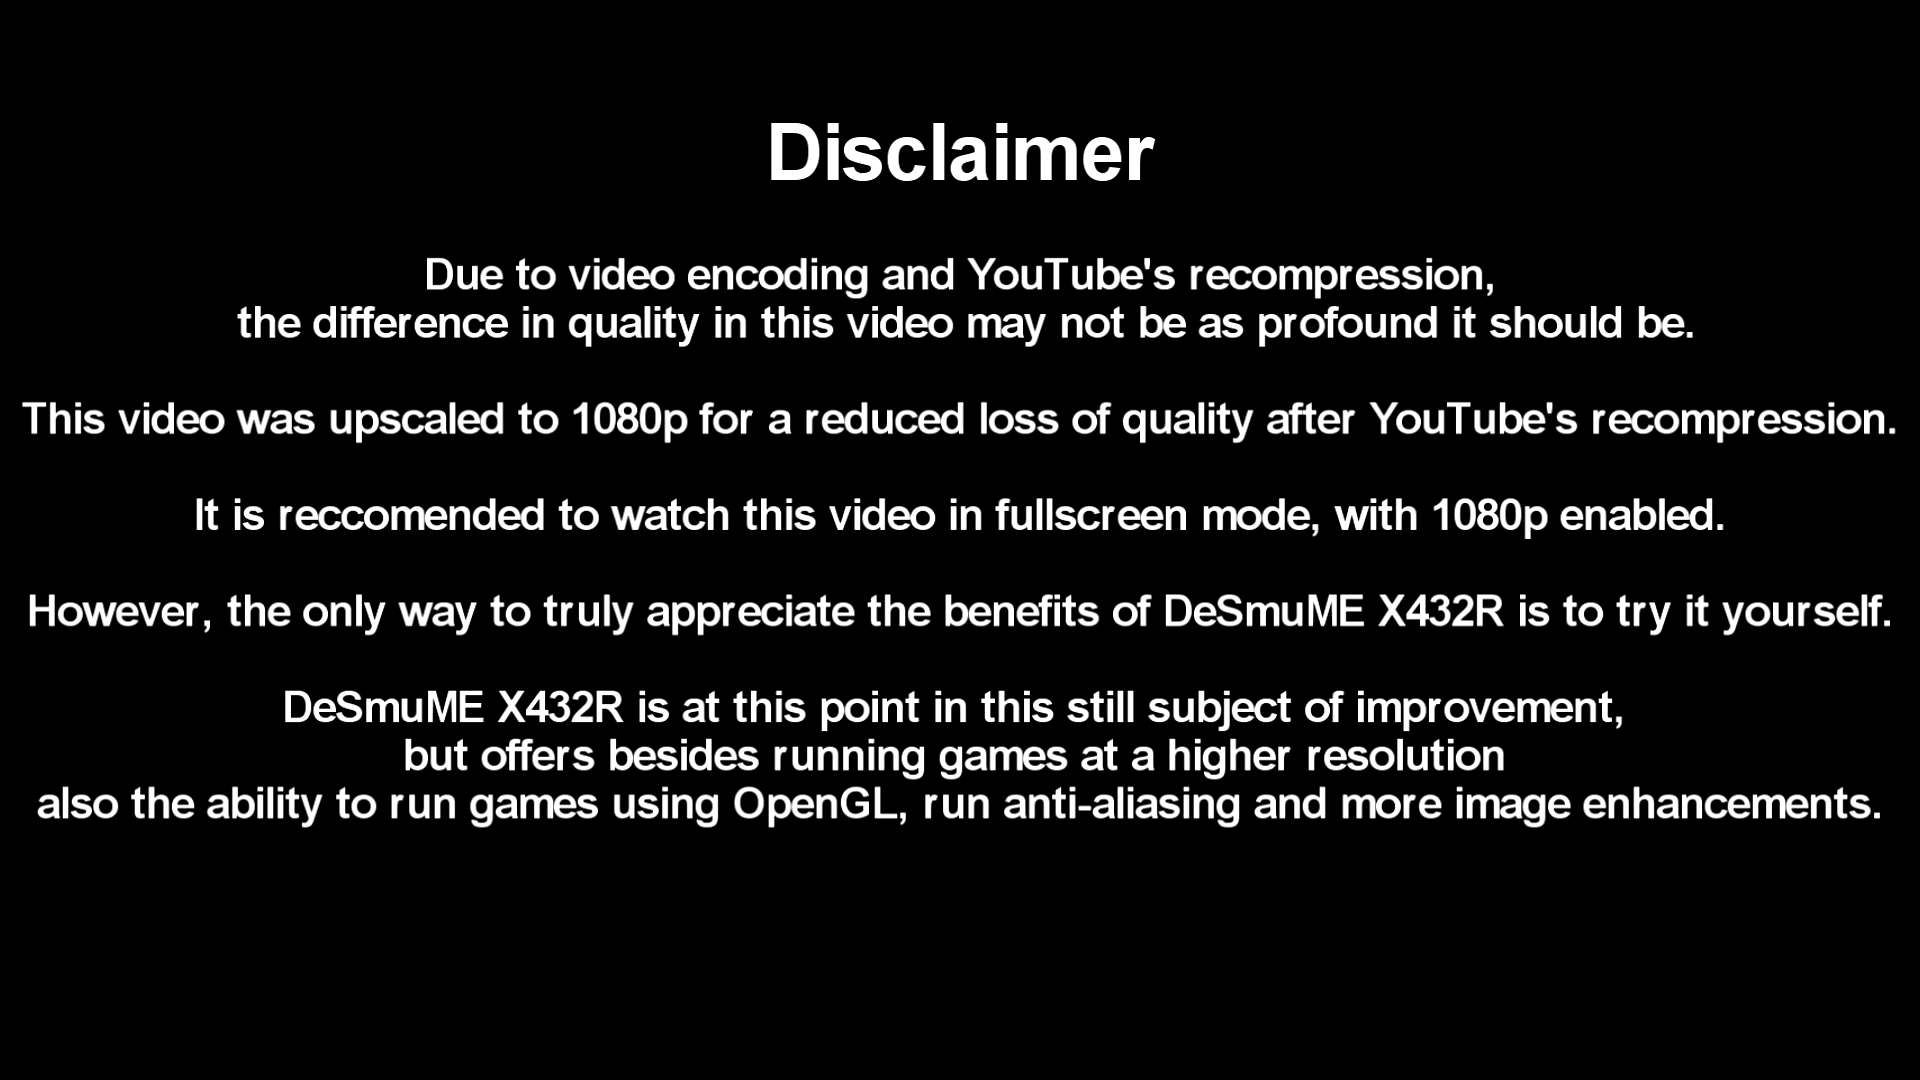 Disclaimer
Due to video encoding and YouTube's recompression,
the difference in quality in this video may not be as profound it should be.
This video was upscaled to 1080p for a reduced loss of quality after YouTube's recompression.
It is reccomended to watch this video in fullscreen mode, with 1080p enabled.
However, the only way to truly appreciate the benefits of DeSmuME X432R is to try it yourself.
DeSmuME X432R is at this point in this still subject of improvement,
but offers besides running games at a higher resolution
also the ability to run games using OpenGL, run anti-aliasing and more image enhancements.